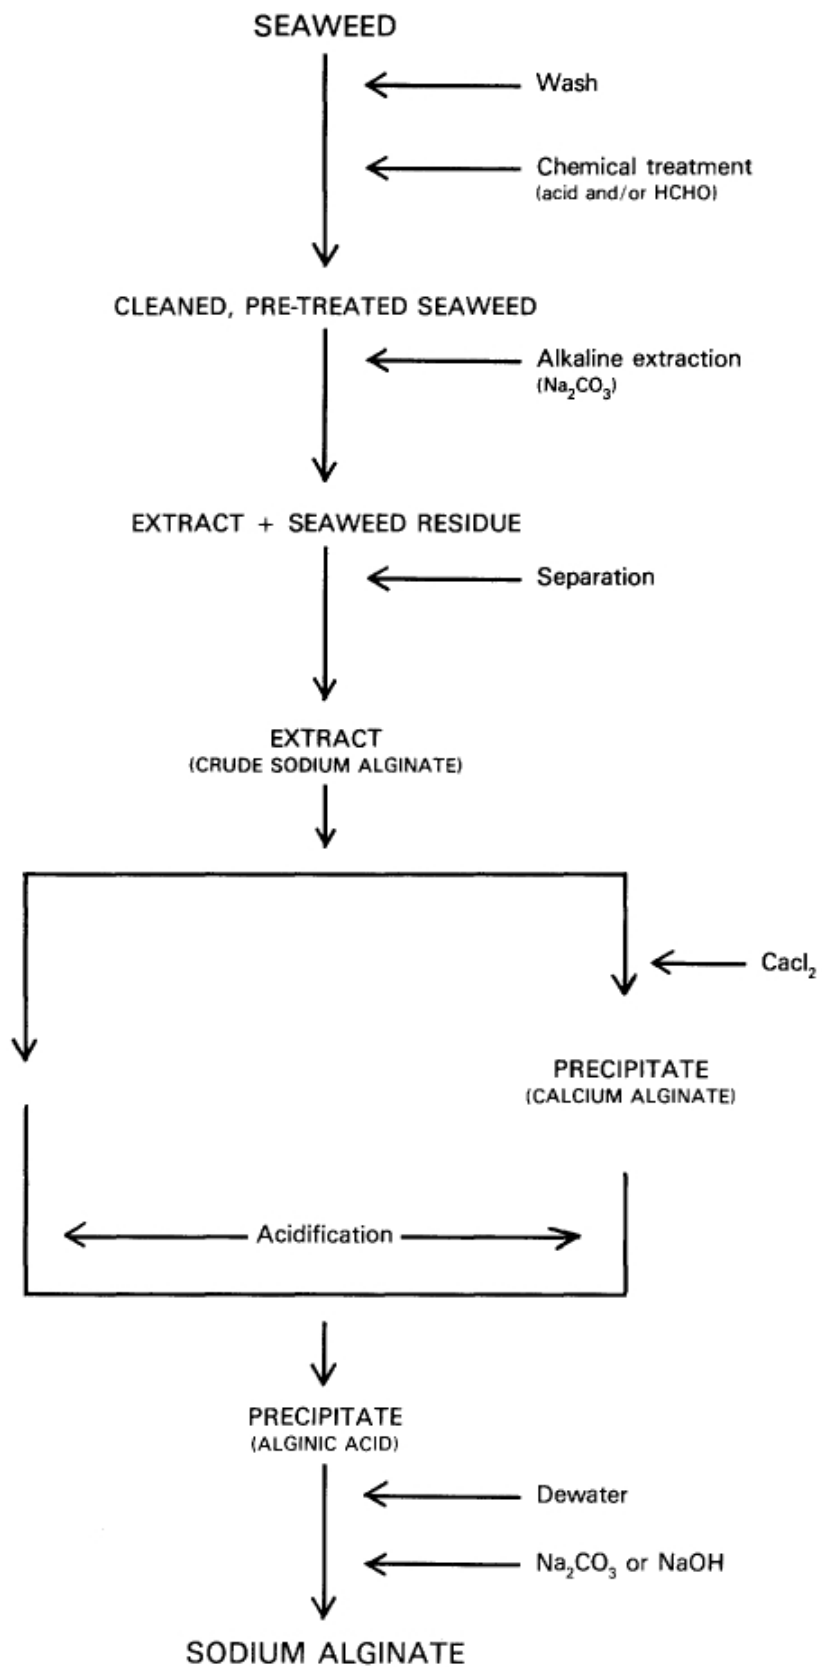 SEAWEED
Wash
Chemical treatment
(acid and/or HCHO)
CLEANED, PRE-TREATED SEAWEED
Alkaline extraction
(Na₂CO₃)
EXTRACT + SEAWEED RESIDUE
Separation
EXTRACT
(CRUDE SODIUM ALGINATE)
Cacl₂
PRECIPITATE
(CALCIUM ALGINATE)
Acidification
PRECIPITATE
(ALGINIC ACID)
Dewater
Na₂CO₃ or NaOH
SODIUM ALGINATE